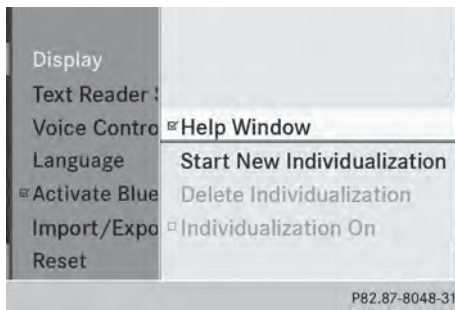 Display
Text Reader
Voice Contro
Language
Activate Blue
Import/Expo
Reset
Help Window
Start New Individualization
Delete Individualization
Individualization On
P82.87-8048-31